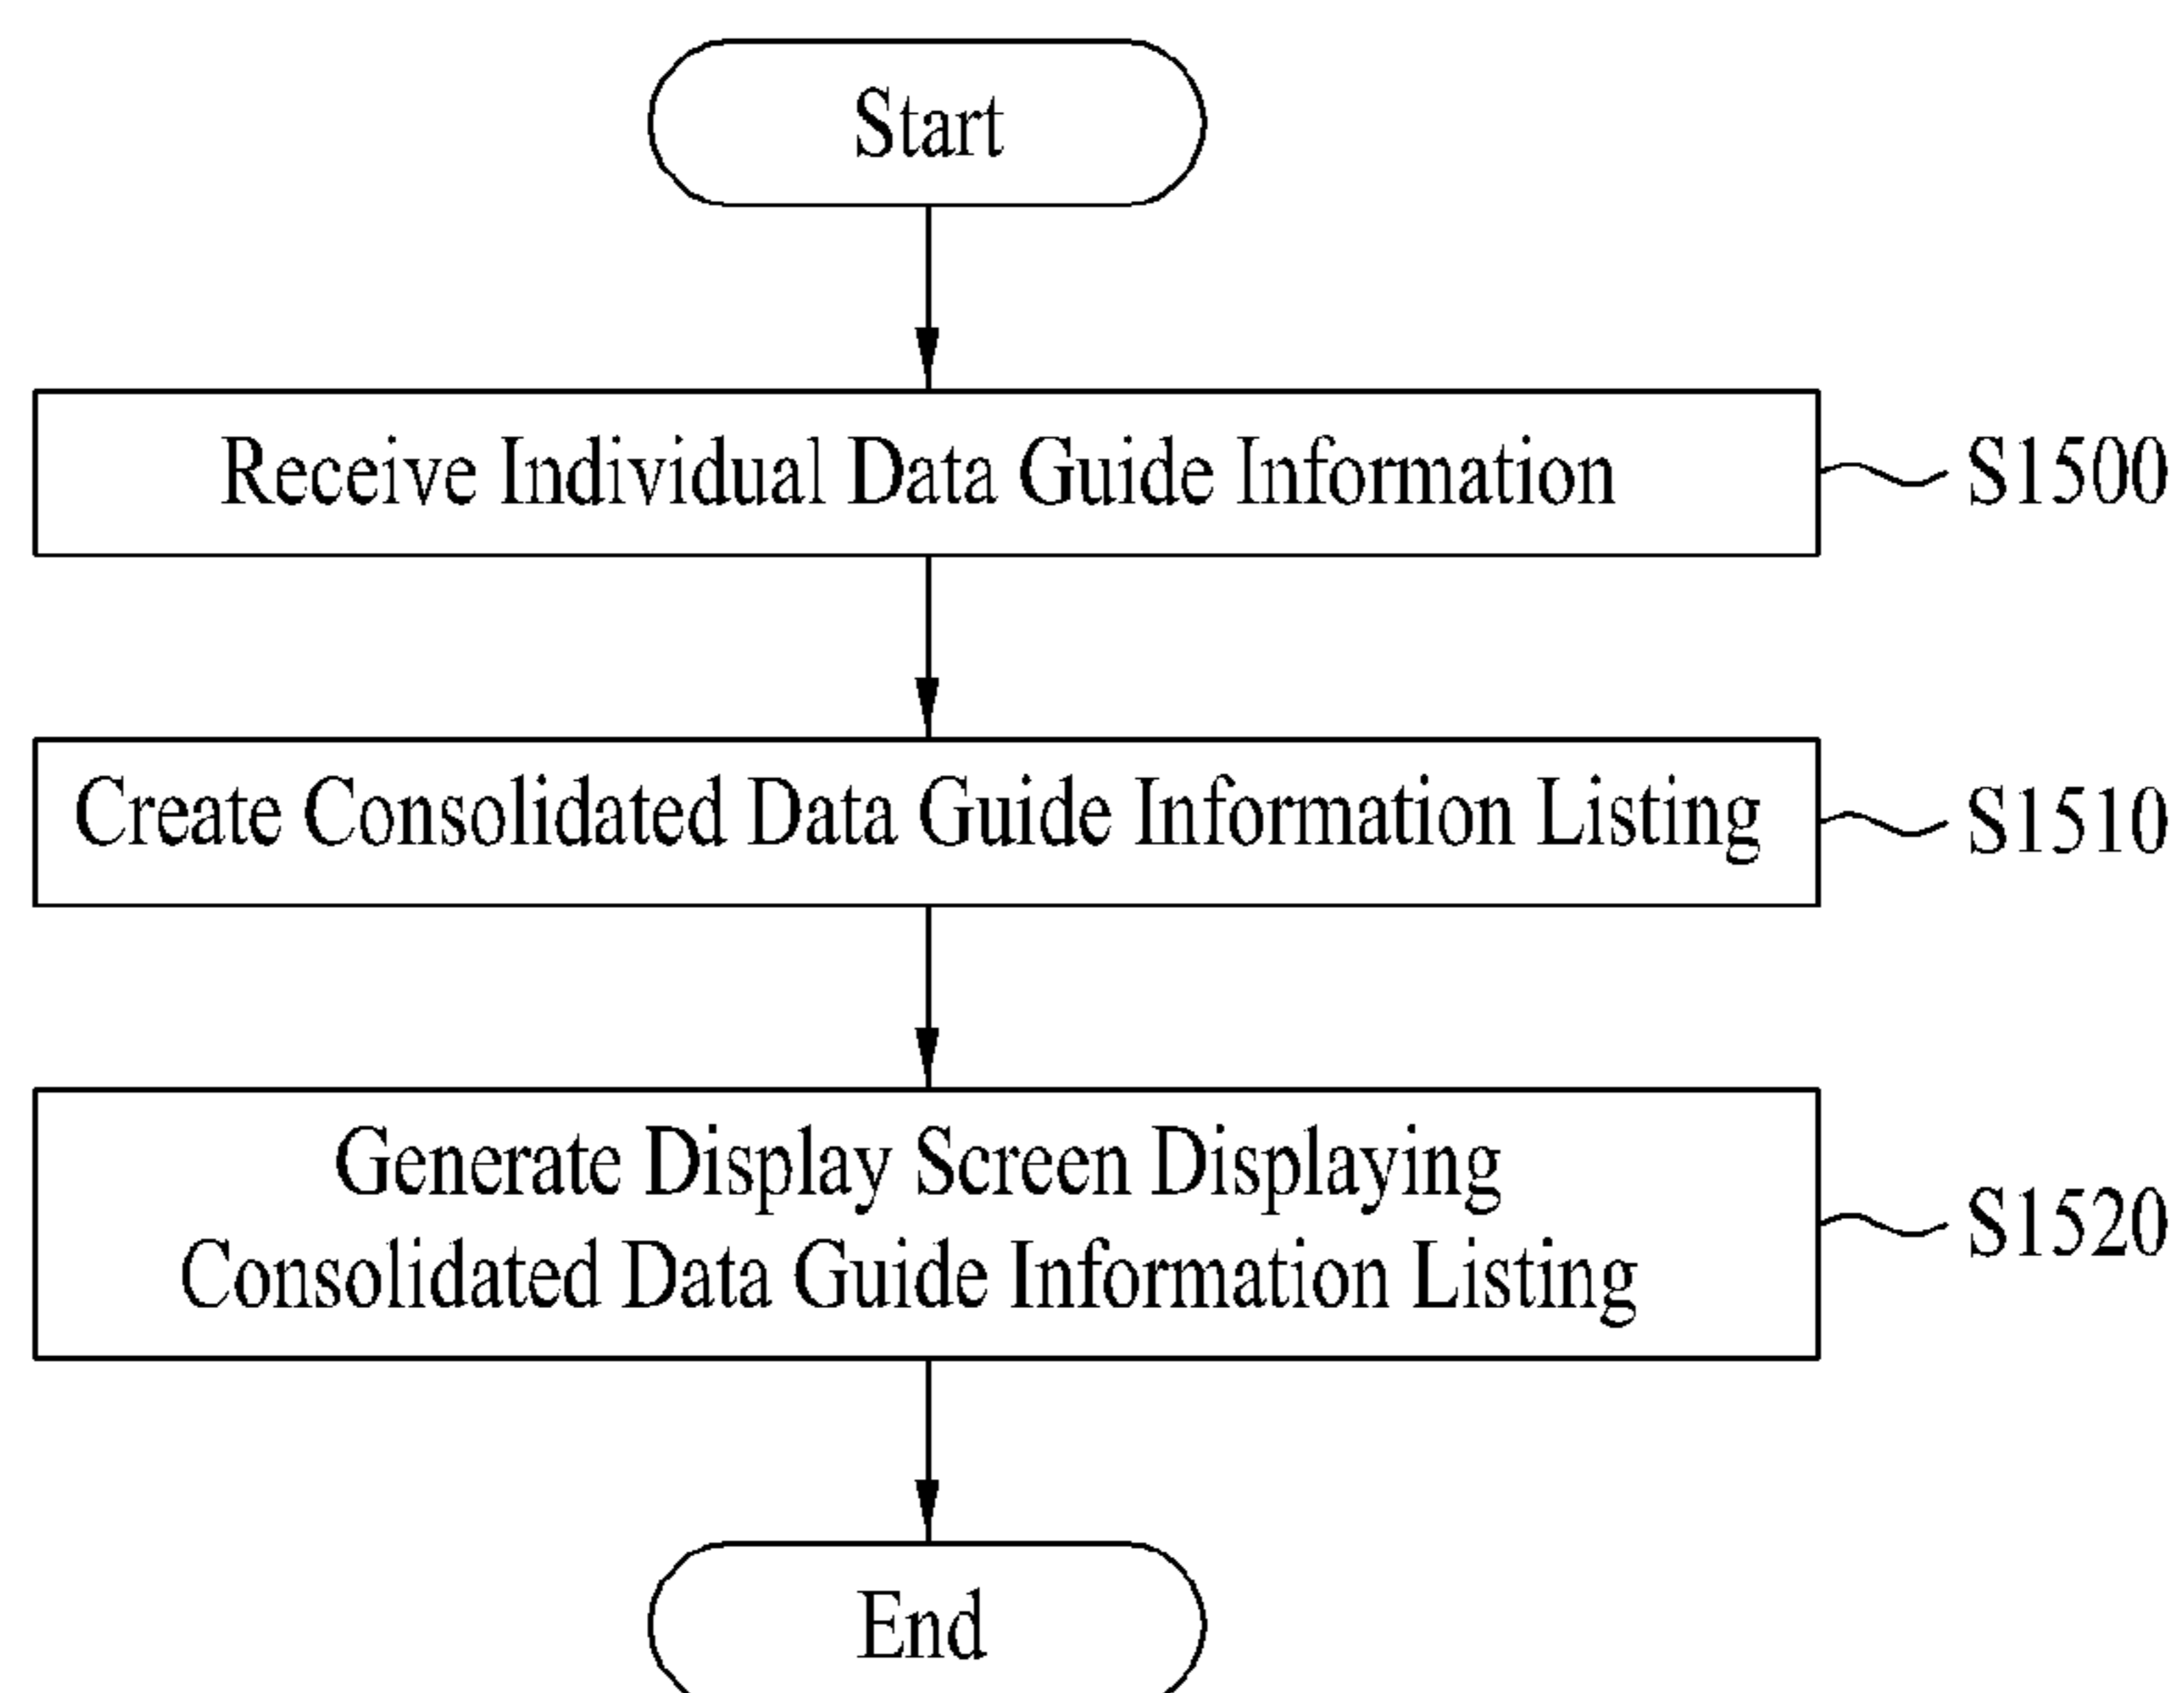 Start
Receive Individual Data Guide Information
S1500
Create Consolidated Data Guide Information Listing
S1510
Generate Display Screen Displaying
Consolidated Data Guide Information Listing
S1520
End